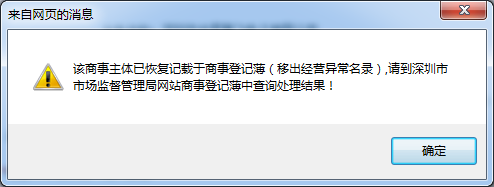 来自网页的消息
该商事主体已恢复记载于商事登记薄（移出经营异常名录）,请到深圳市
市场监督管理局网站商事登记薄中查询处理结果！
确定